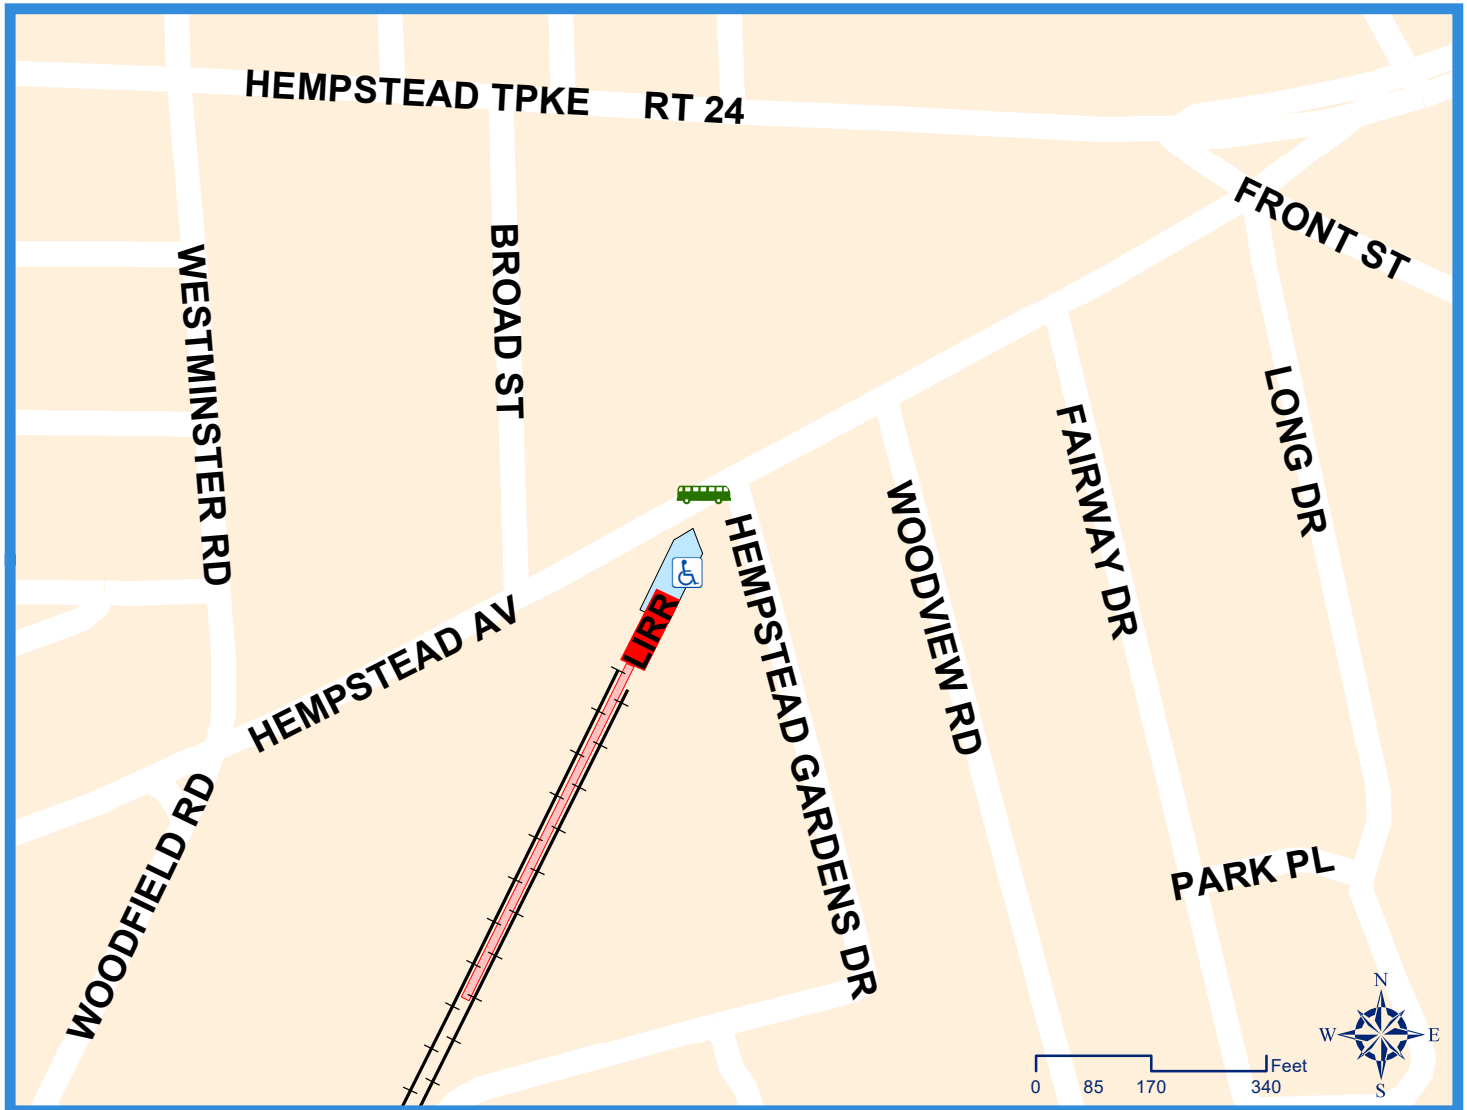 HEMPSTEAD TPKE RT 24
FRONT ST
WESTMINSTER RD
BROAD ST
LONG DR
FAIRWAY DR
WOODVIEW RD
HEMPSTEAD GARDENS DR
LIRR
HEMPSTEAD AV
WOODFIELD RD
PARK PL
N
W E
S
Feet
0 85 170 340